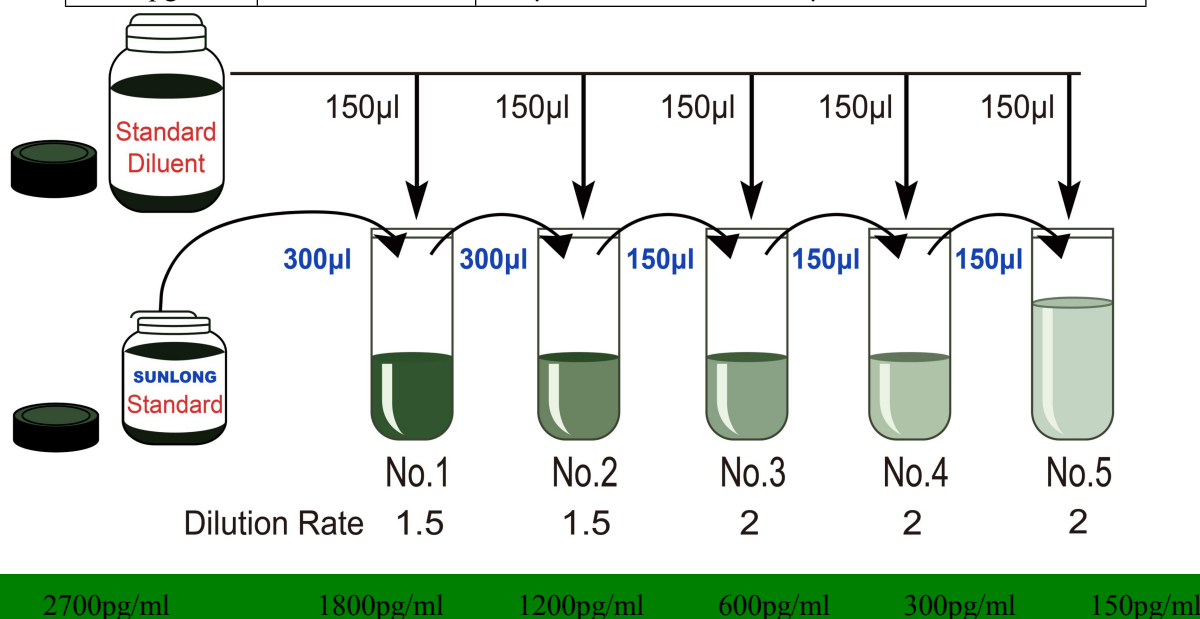 150µl 150µl 150µl 150µl 150µl
Standard
Diluent
300µl 300µl 150µl 150µl 150µl
SUNLONG
Standard
No.1 No.2 No.3 No.4 No.5
Dilution Rate 1.5 1.5 2 2 2
2700pg/ml 1800pg/ml 1200pg/ml 600pg/ml 300pg/ml 150pg/ml